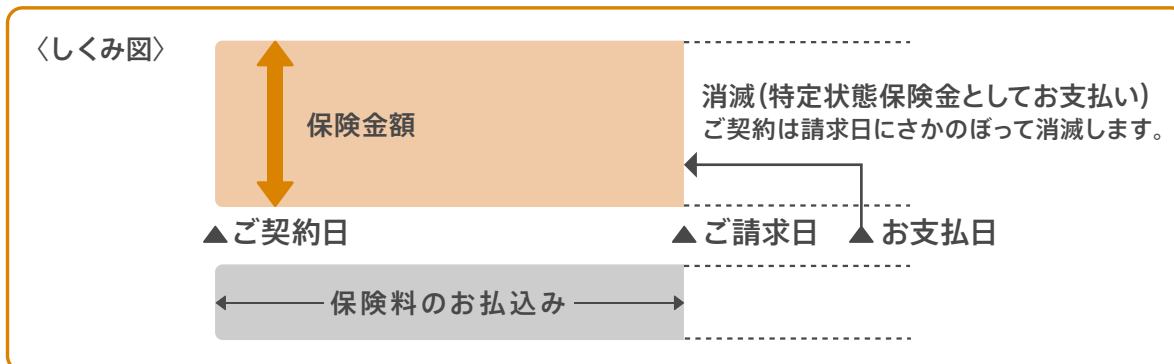 〈しくみ図〉
保険金額
消滅(特定状態保険金としてお支払い)
ご契約は請求日にさかのぼって消滅します。
▲ご契約日
▲ご請求日
▲お支払日
保険料のお払込み